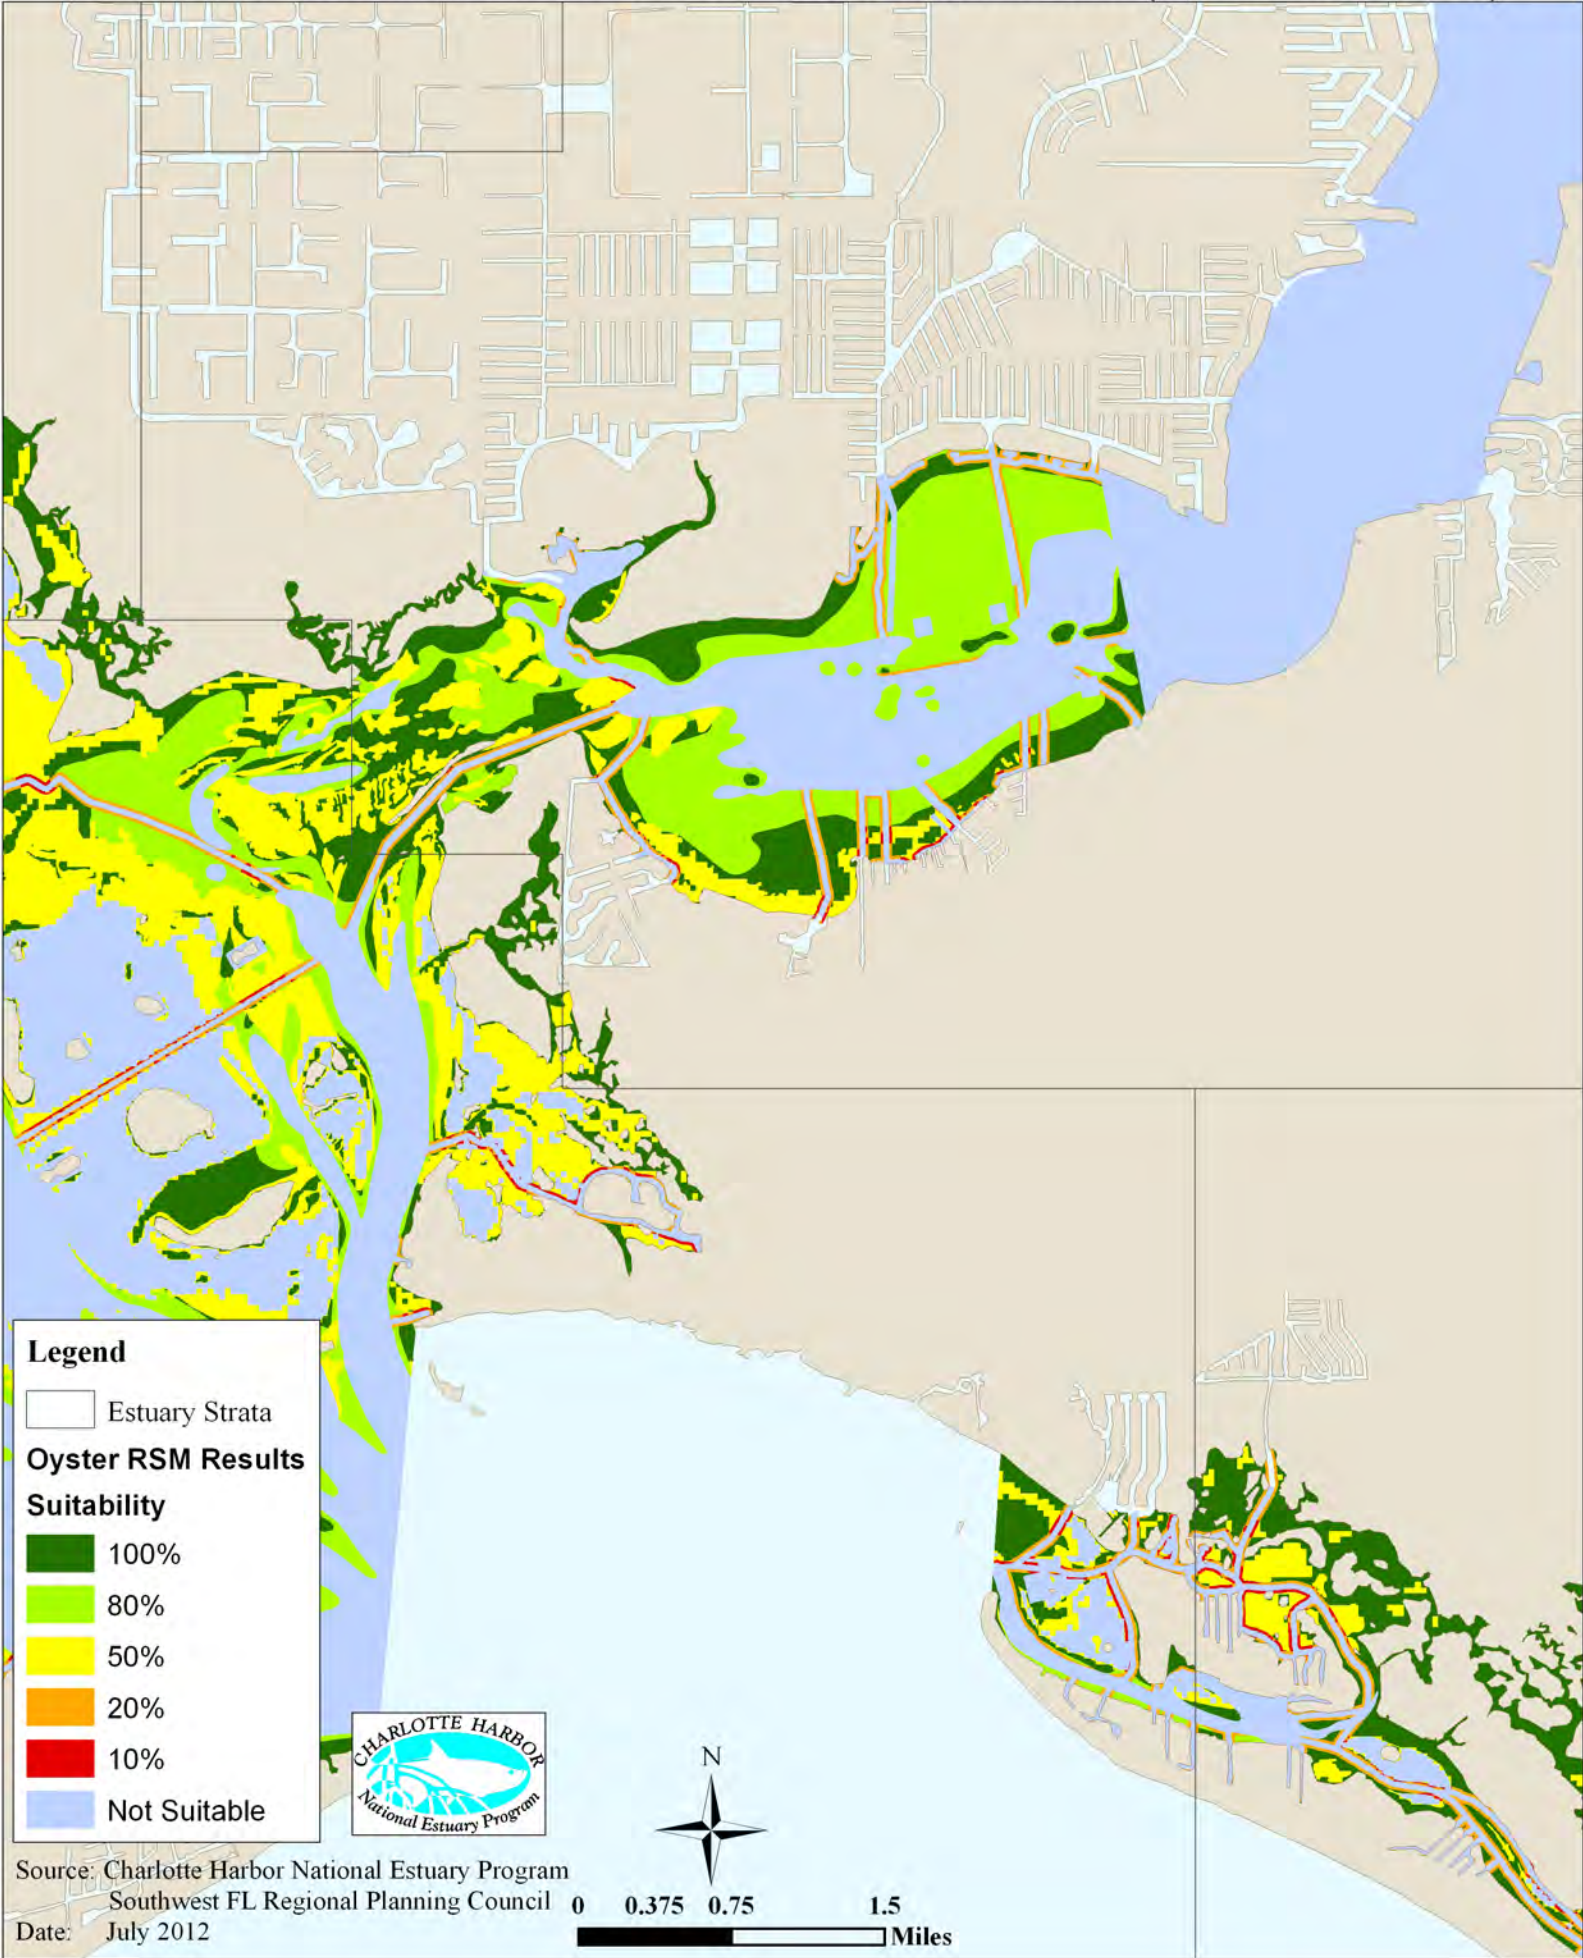 Legend
Estuary Strata
Oyster RSM Results
Suitability
100%
80%
50%
20%
10%
Not Suitable
CHARLOTTE HARBOR
National Estuary Program
N
Source: Charlotte Harbor National Estuary Program
Southwest FL Regional Planning Council
Date: July 2012
0 0.375 0.75 1.5
Miles